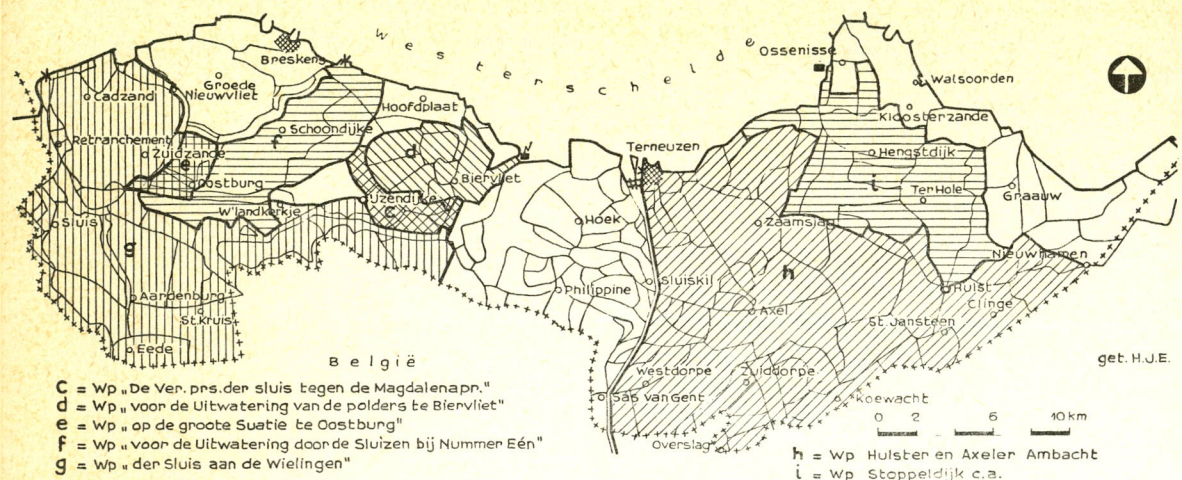 Westerschelde
Breskens
Groede
Nieuwvliet
Cadzand
Hoofdplaat
Schoondijke
Retranchement
Zuidzande
Oostburg
Biervliet
IJzendijke
W'landkerkje
Sluis
Aardenburg
St. Kruis
Eede
f
d
e
c
g
Ossenisse
Walsoorden
Kloosterzande
Terneuzen
Hengstdijk
i
Ter Hole
Graauw
Hoek
Zaamslag
Nieuwnamen
h
Philippine
Sluiskil
Axel
Hulst
Clinge
St. Jansteen
Westdorpe
Zuiddorpe
Sas van Gent
Koewacht
Overslag
België
get. H.J.E.
0 2 6 10 km
C = Wp „De Ver. prs. der sluis tegen de Magdalenapr."
d = Wp „voor de Uitwatering van de polders te Biervliet"
e = Wp „op de groote Suatie te Oostburg"
f = Wp „voor de Uitwatering door de Sluizen bij Nummer Eén"
g = Wp „der Sluis aan de Wielingen"
h = Wp Hulster en Axeler Ambacht
i = Wp Stoppeldijk c.a.